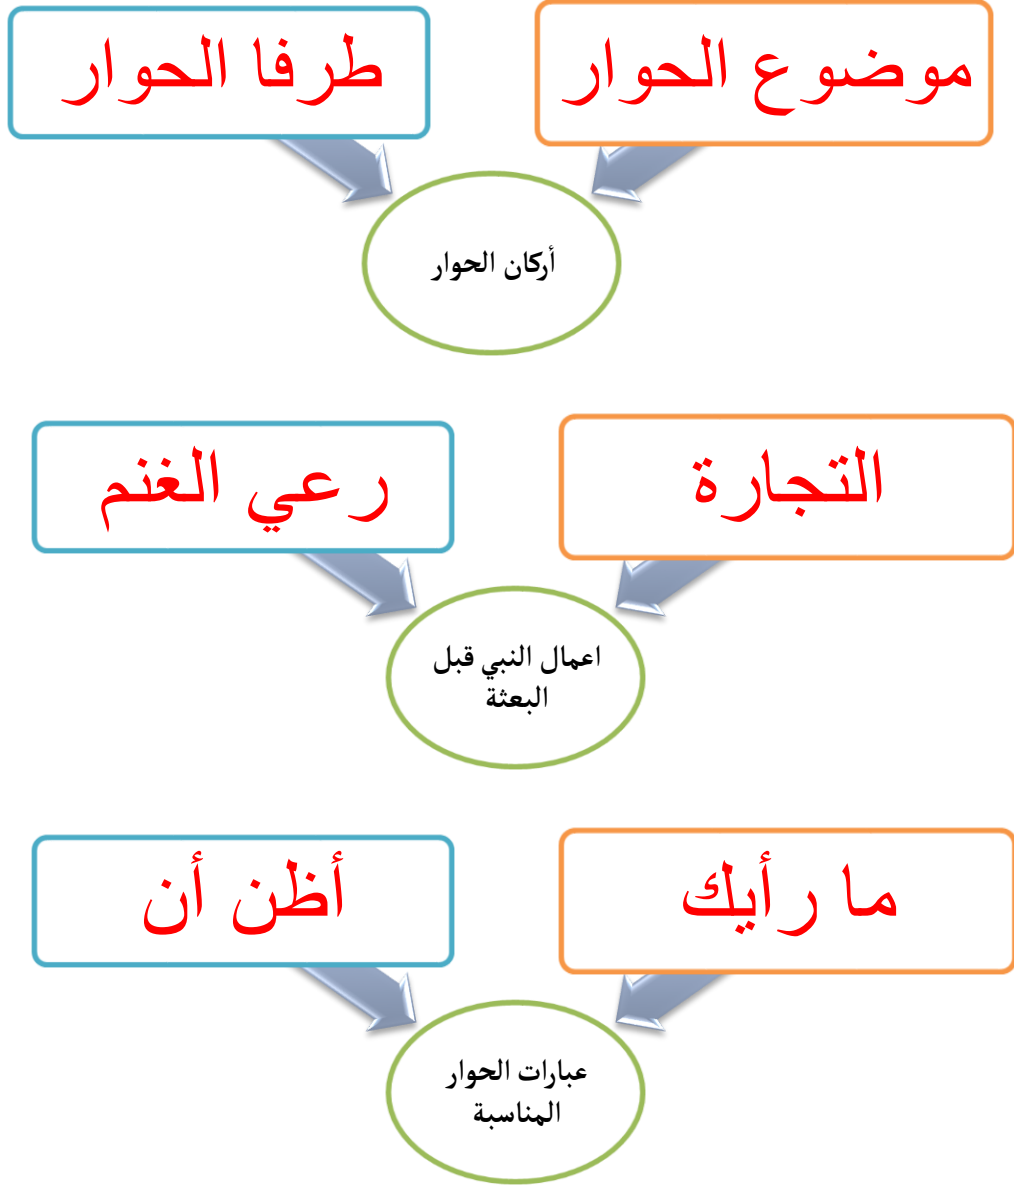 موضوع الحوار
طرفا الحوار
أركان الحوار
التجارة
رعي الغنم
اعمال النبي قبل
البعثة
ما رأيك
أظن أن
عبارات الحوار
المناسبة